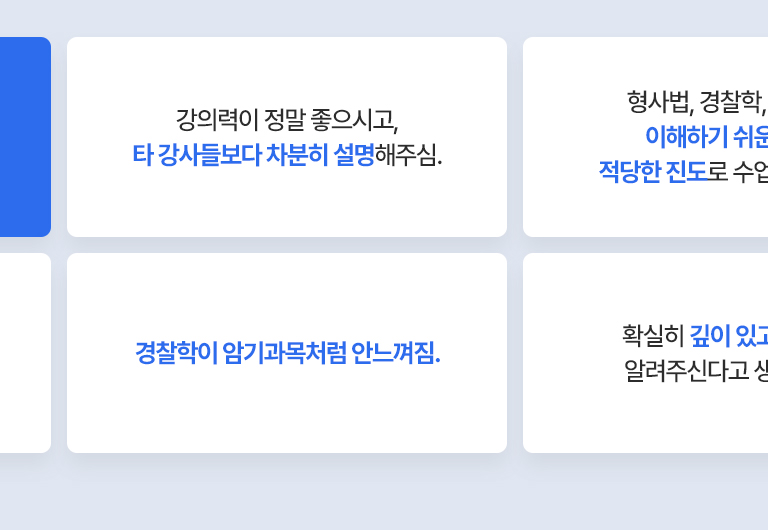 강의력이 정말 좋으시고,
타 강사들보다 차분히 설명해주심.
형사법, 경찰학,
이해하기 쉬운
적당한 진도로 수업
경찰학이 암기과목처럼 안느껴짐.
확실히 깊이 있고
알려주신다고